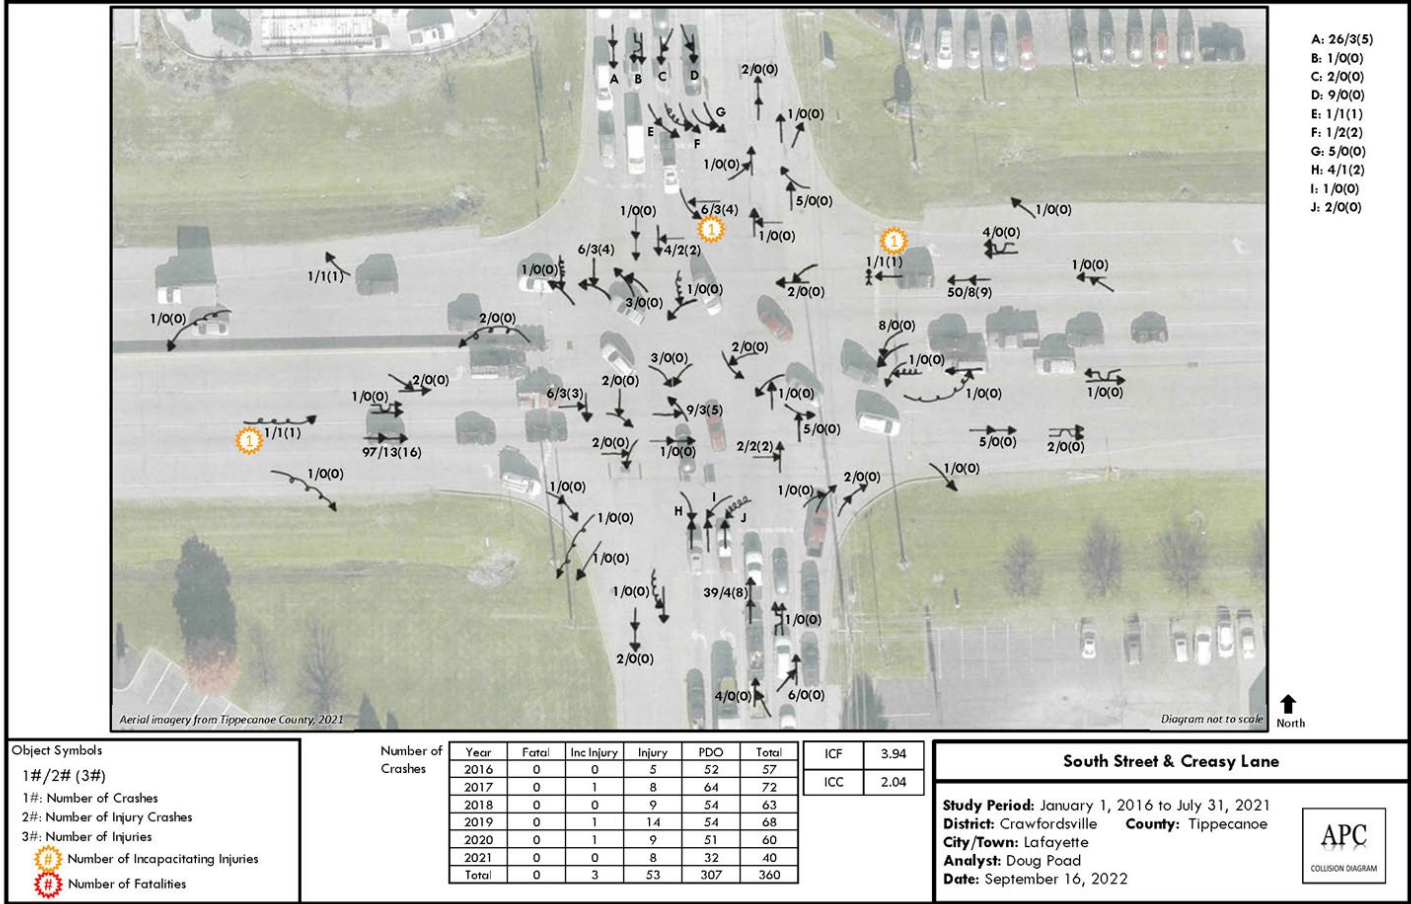 A: 26/3(5)
B: 1/0(0)
C: 2/0(0)
D: 9/0(0)
E: 1/1(1)
F: 1/2(2)
G: 5/0(0)
H: 4/1(2)
I: 1/0(0)
J: 2/0(0)
A B C D
2/0(0)
G
1/0(0)
E
F
1/0(0)
5/0(0)
6/3(4)
1/0(0)
1/0(0)
1
1
4/0(0)
1/0(0)
4/2(2)
6/3(4)
1/1(1)
1/0(0)
1/1(1)
1/0(0)
3/0(0)
1/0(0)
2/0(0)
50/8(9)
1/0(0)
2/0(0)
8/0(0)
2/0(0)
3/0(0)
1/0(0)
2/0(0)
2/0(0)
1/0(0)
6/3(3)
1/0(0)
1/0(0)
1/0(0)
9/3(5)
1/1(1)
5/0(0)
1
97/13(16)
2/0(0)
1/0(0)
2/2(2)
5/0(0)
2/0(0)
1/0(0)
1/0(0)
1/0(0)
2/0(0)
1/0(0)
H I J
1/0(0)
1/0(0)
1/0(0)
39/4(8)
1/0(0)
2/0(0)
4/0(0)
6/0(0)
Aerial imagery from Tippecanoe County, 2021
Diagram not to scale
North
Object Symbols
1#/2# (3#)
1#: Number of Crashes
2#: Number of Injury Crashes
3#: Number of Injuries
# Number of Incapacitating Injuries
# Number of Fatalities
Number of
Crashes
Year Fatal Inc Injury Injury PDO Total
2016 0 0 5 52 57
2017 0 1 8 64 72
2018 0 0 9 54 63
2019 0 1 14 54 68
2020 0 1 9 51 60
2021 0 0 8 32 40
Total 0 3 53 307 360
ICF 3.94
ICC 2.04
South Street & Creasy Lane
Study Period: January 1, 2016 to July 31, 2021
District: Crawfordsville County: Tippecanoe
City/Town: Lafayette
Analyst: Doug Poad
Date: September 16, 2022
APC
COLLISION DIAGRAM